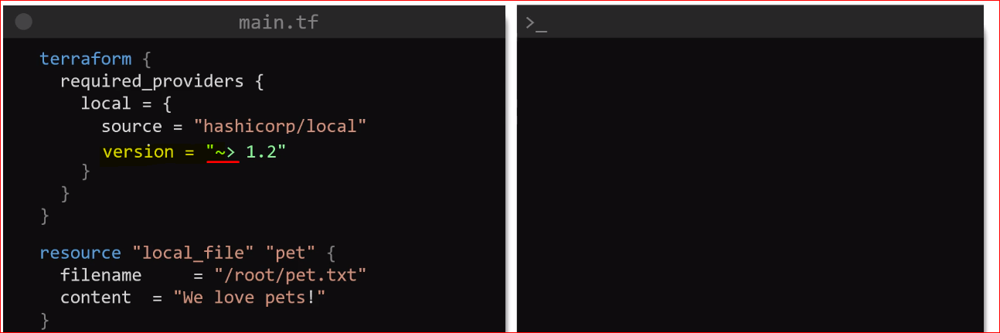 main.tf
terraform {
required_providers {
local = {
source = "hashicorp/local"
version = "~> 1.2"
}
}
}
resource "local_file" "pet" {
filename = "/root/pet.txt"
content = "We love pets!"
}
>_